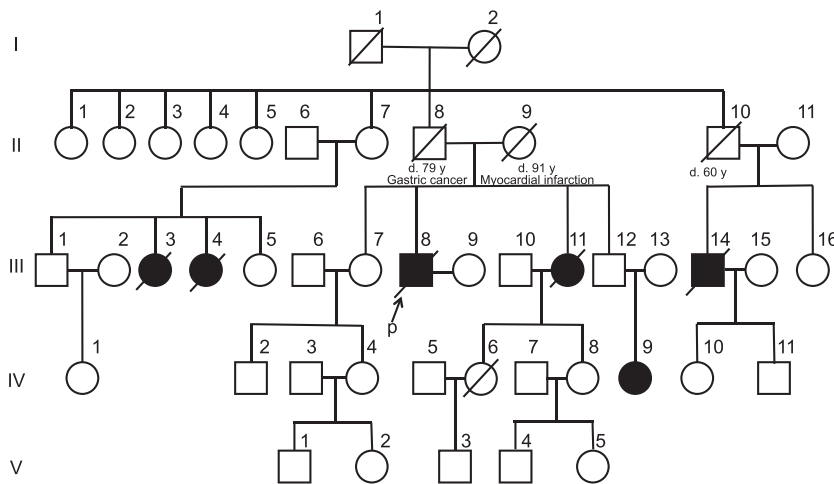 1 2
I
1 2 3 4 5 6 7 8 9 10 11
II
d. 79 y d. 91 y d. 60 y
Gastric cancer Myocardial infarction
1 2 3 4 5 6 7 8 9 10 11 12 13 14 15 16
III
p
1 2 3 4 5 6 7 8 9 10 11
IV
1 2 3 4 5
V